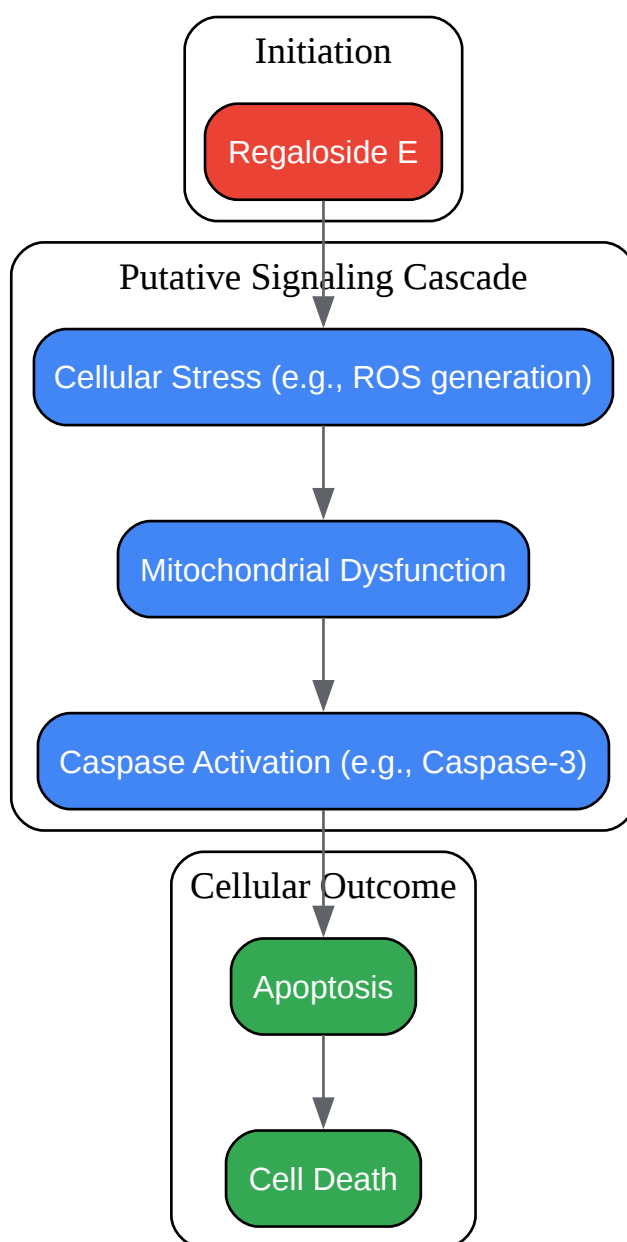 Initiation
Regaloside E
Putative Signaling Cascade
Cellular Stress (e.g., ROS generation)
Mitochondrial Dysfunction
Caspase Activation (e.g., Caspase-3)
Cellular Outcome
Apoptosis
Cell Death